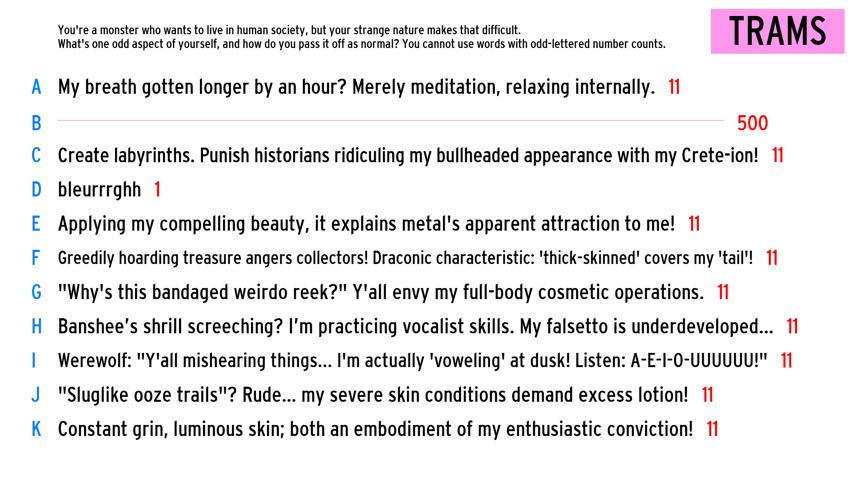 You're a monster who wants to live in human society, but your strange nature makes that difficult.
What's one odd aspect of yourself, and how do you pass it off as normal? You cannot use words with odd-lettered number counts.
TRAMS
A My breath gotten longer by an hour? Merely meditation, relaxing internally. 11
B 500
C Create labyrinths. Punish historians ridiculing my bullheaded appearance with my Crete-ion! 11
D bleurrrghh 1
E Applying my compelling beauty, it explains metal's apparent attraction to me! 11
F Greedily hoarding treasure angers collectors! Draconic characteristic: 'thick-skinned' covers my 'tail'! 11
G "Why's this bandaged weirdo reek?" Y'all envy my full-body cosmetic operations. 11
H Banshee’s shrill screeching? I’m practicing vocalist skills. My falsetto is underdeveloped... 11
I Werewolf: "Y'all mishearing things... I'm actually 'voweling' at dusk! Listen: A-E-I-O-UUUUUU!" 11
J "Sluglike ooze trails"? Rude... my severe skin conditions demand excess lotion! 11
K Constant grin, luminous skin; both an embodiment of my enthusiastic conviction! 11